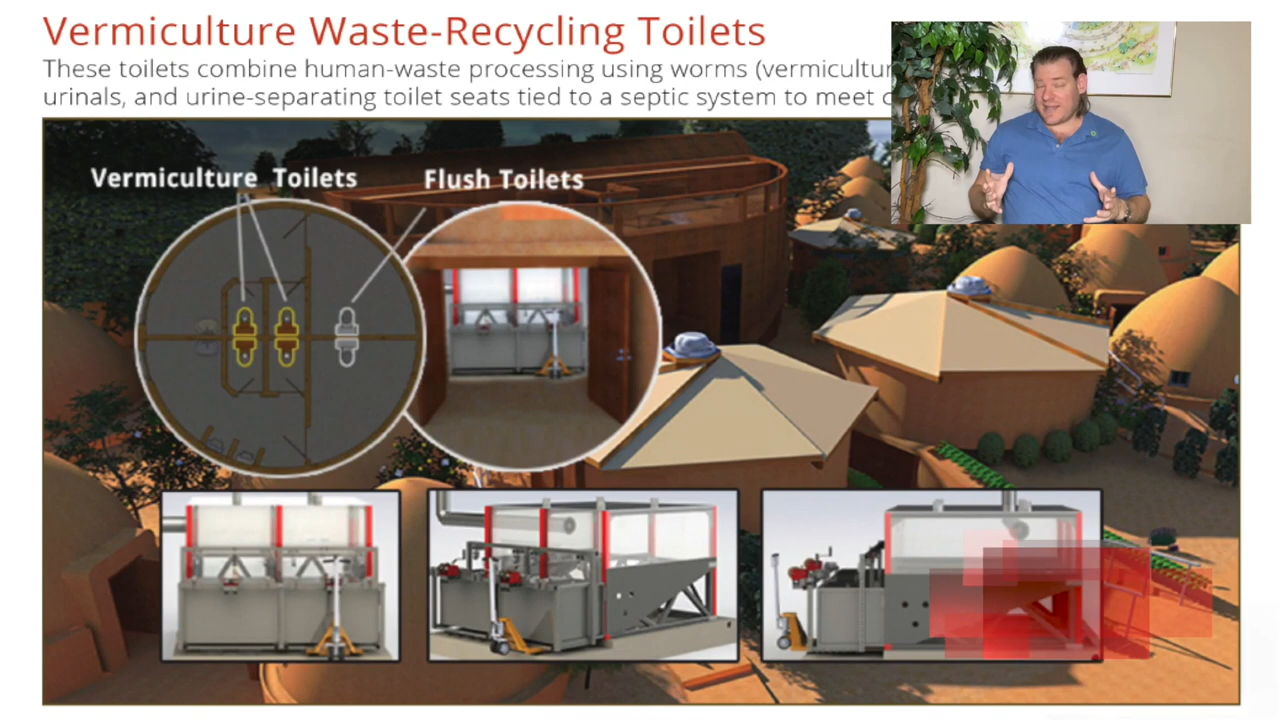 Vermiculture Waste-Recycling Toilets
These toilets combine human-waste processing using worms
urinals, and urine-separating toilet seats tied to a septic system to meet
Vermiculture Toilets
Flush Toilets